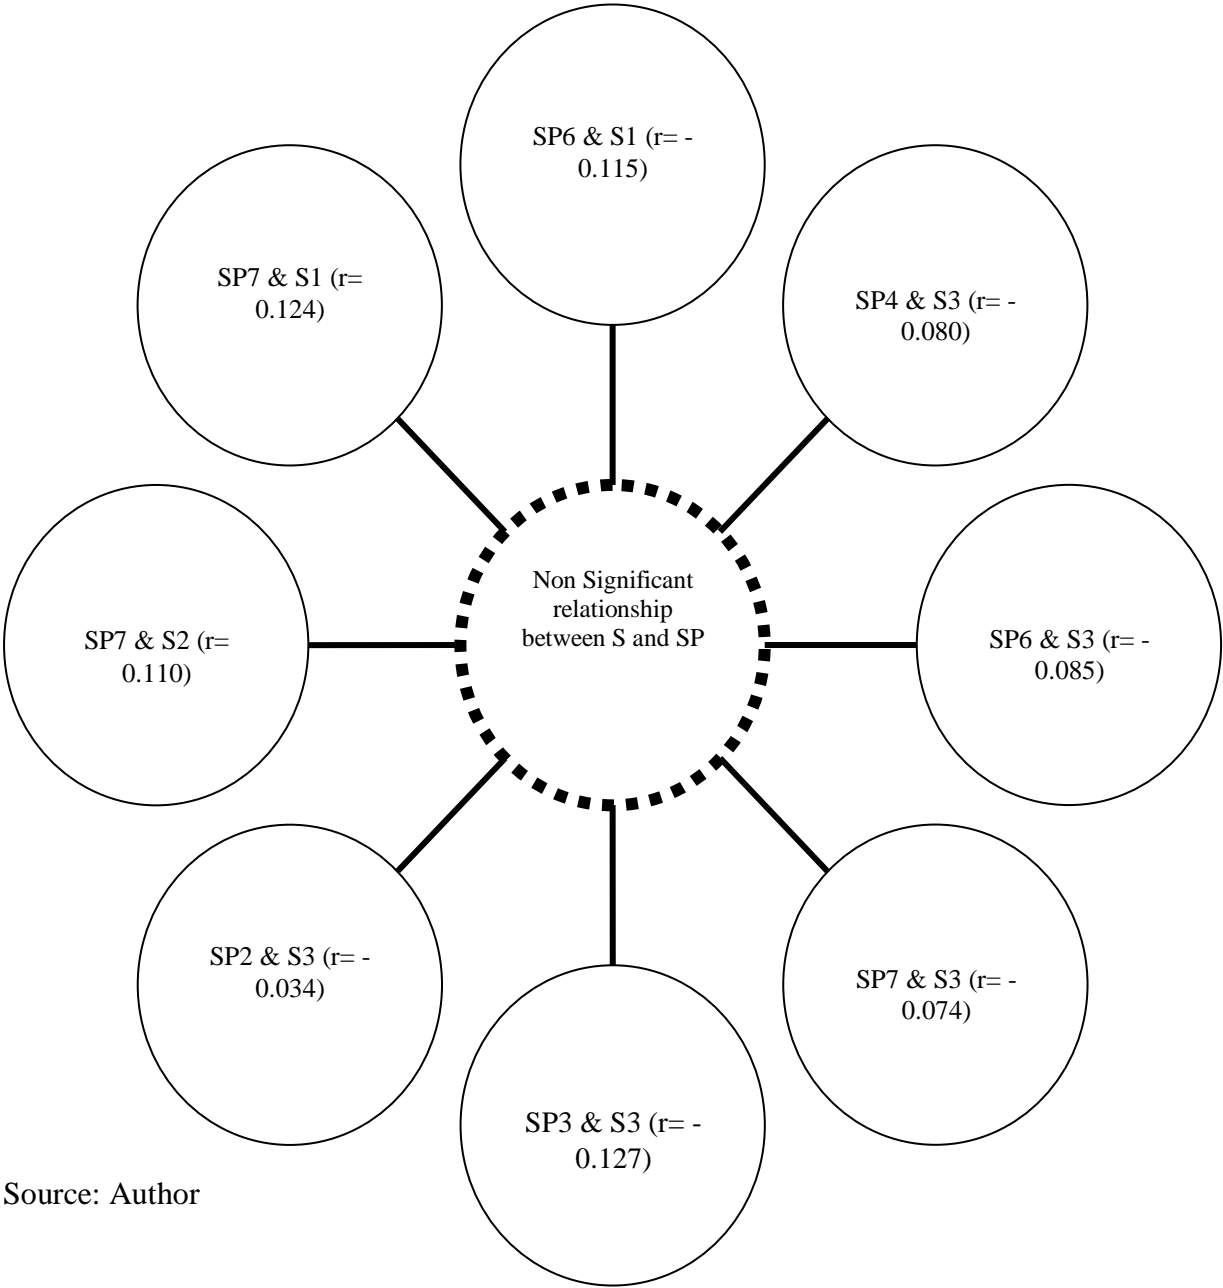 SP6 & S1 (r= -
0.115)
SP7 & S1 (r=
0.124)
SP4 & S3 (r= -
0.080)
Non Significant
relationship
between S and SP
SP7 & S2 (r=
0.110)
SP6 & S3 (r= -
0.085)
SP2 & S3 (r= -
0.034)
SP7 & S3 (r= -
0.074)
SP3 & S3 (r= -
0.127)
Source: Author